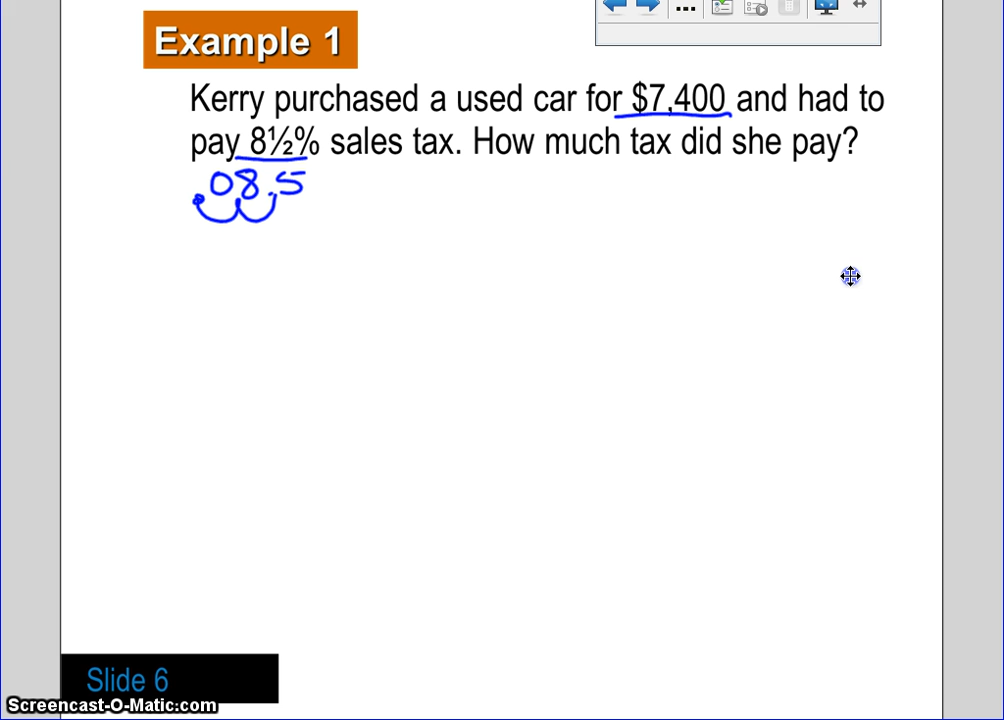 Example 1
Kerry purchased a used car for $7,400 and had to
pay 8½% sales tax. How much tax did she pay?
.08.5
Slide 6
Screencast-O-Matic.com